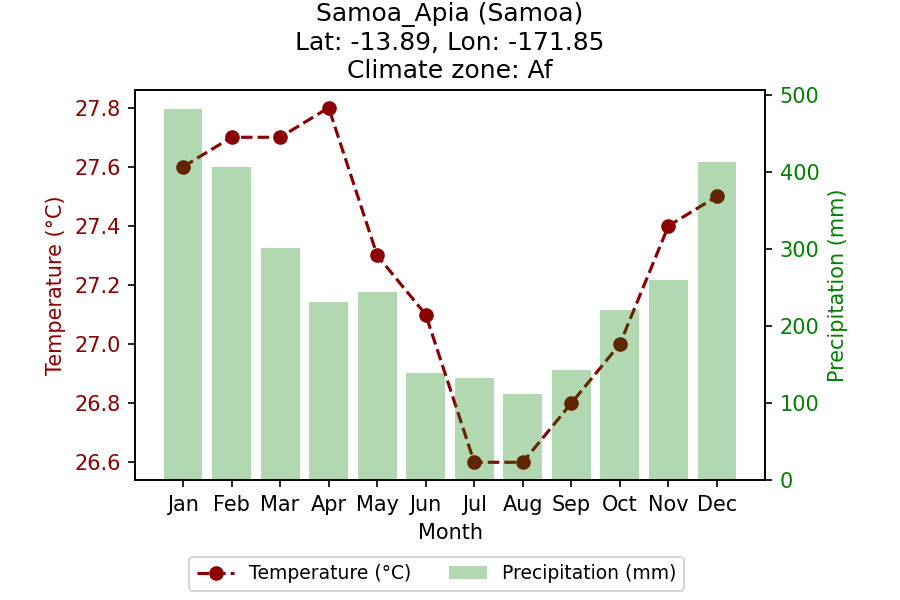 Samoa_Apia (Samoa)
Lat: -13.89, Lon: -171.85
Climate zone: Af
Temperature (°C)
27.8
27.6
27.4
27.2
27.0
26.8
26.6
500
400
300
200
100
0
Precipitation (mm)
Jan Feb Mar Apr May Jun Jul Aug Sep Oct Nov Dec
Month
Temperature (°C) Precipitation (mm)